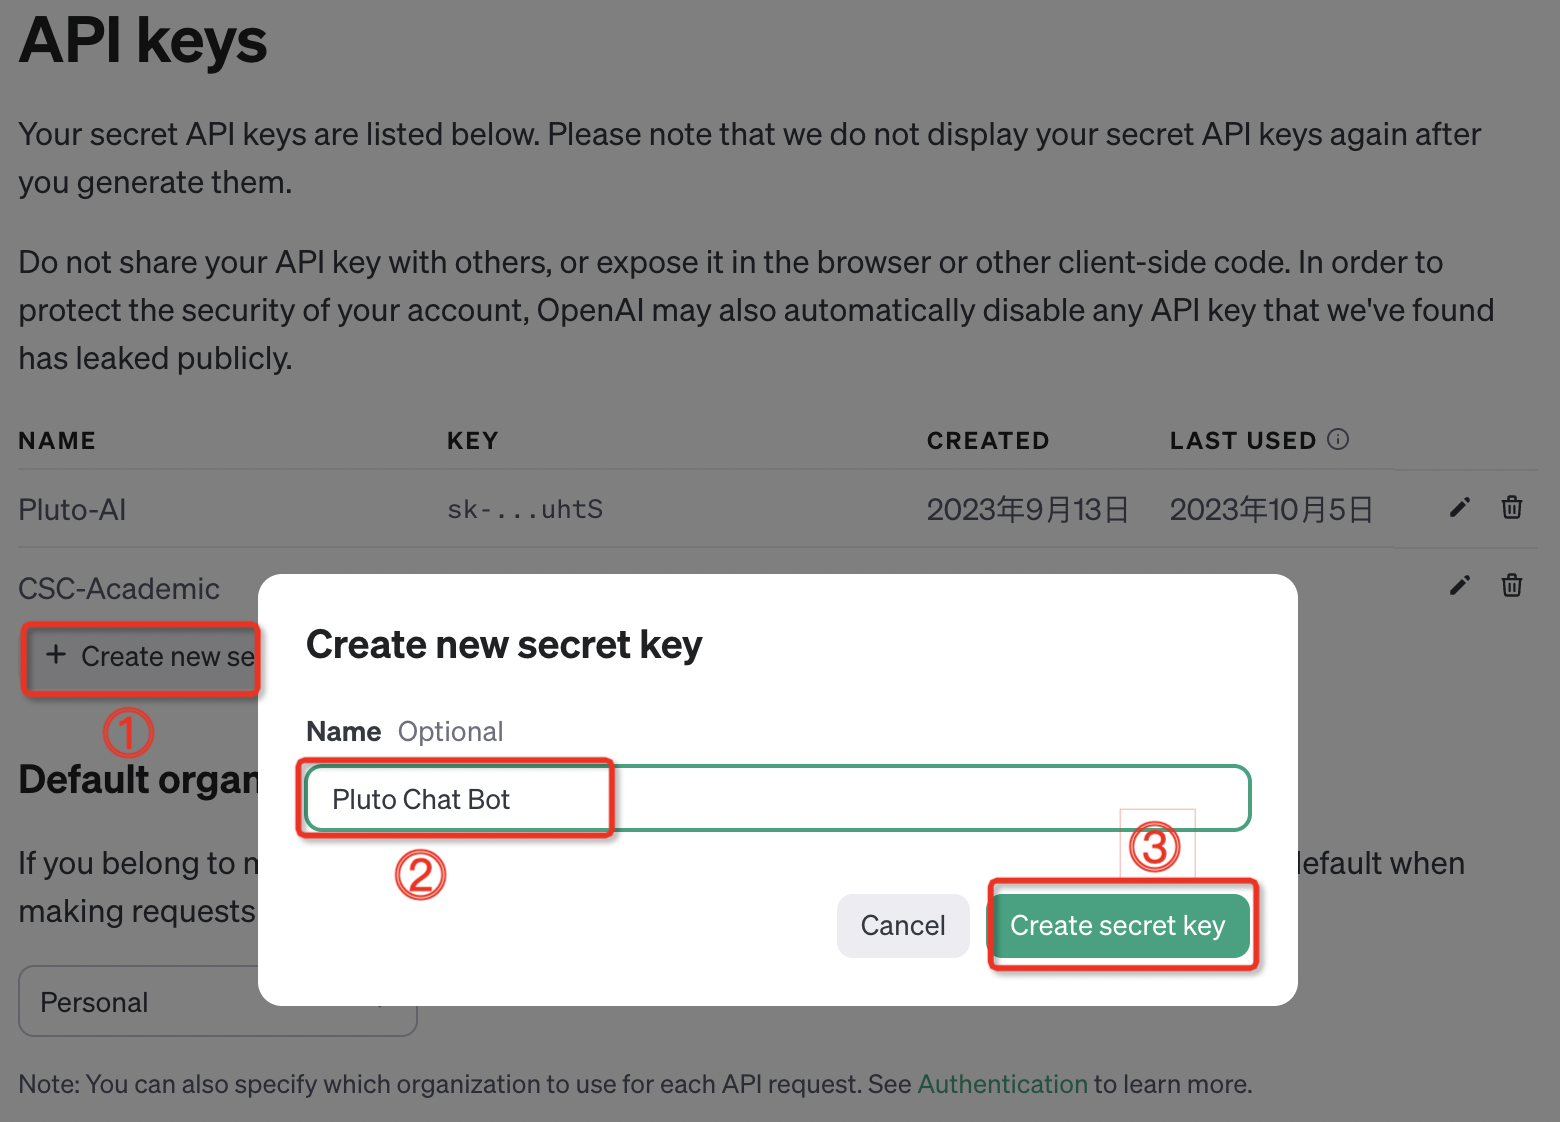 API keys
Your secret API keys are listed below. Please note that we do not display your secret API keys again after
you generate them.
Do not share your API key with others, or expose it in the browser or other client-side code. In order to
protect the security of your account, OpenAI may also automatically disable any API key that we've found
has leaked publicly.
NAME KEY CREATED LAST USED
Pluto-AI sk-...uhtS 2023年9月13日 2023年10月5日
CSC-Academic
+ Create new se
①
Create new secret key
Name Optional
Pluto Chat Bot
②
③
Cancel Create secret key
Default organ
If you belong to m
efault when
making requests
Personal
Note: You can also specify which organization to use for each API request. See Authentication to learn more.